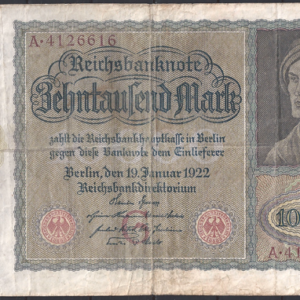 A·4126616
Reichsbanknote
Zehntausend Mark
zahlt die Reichsbankhauptkasse in Berlin
gegen diese Banknote dem Einlieferer
Berlin, den 19. Januar 1922
Reichsbankdirektorium
10
A·41